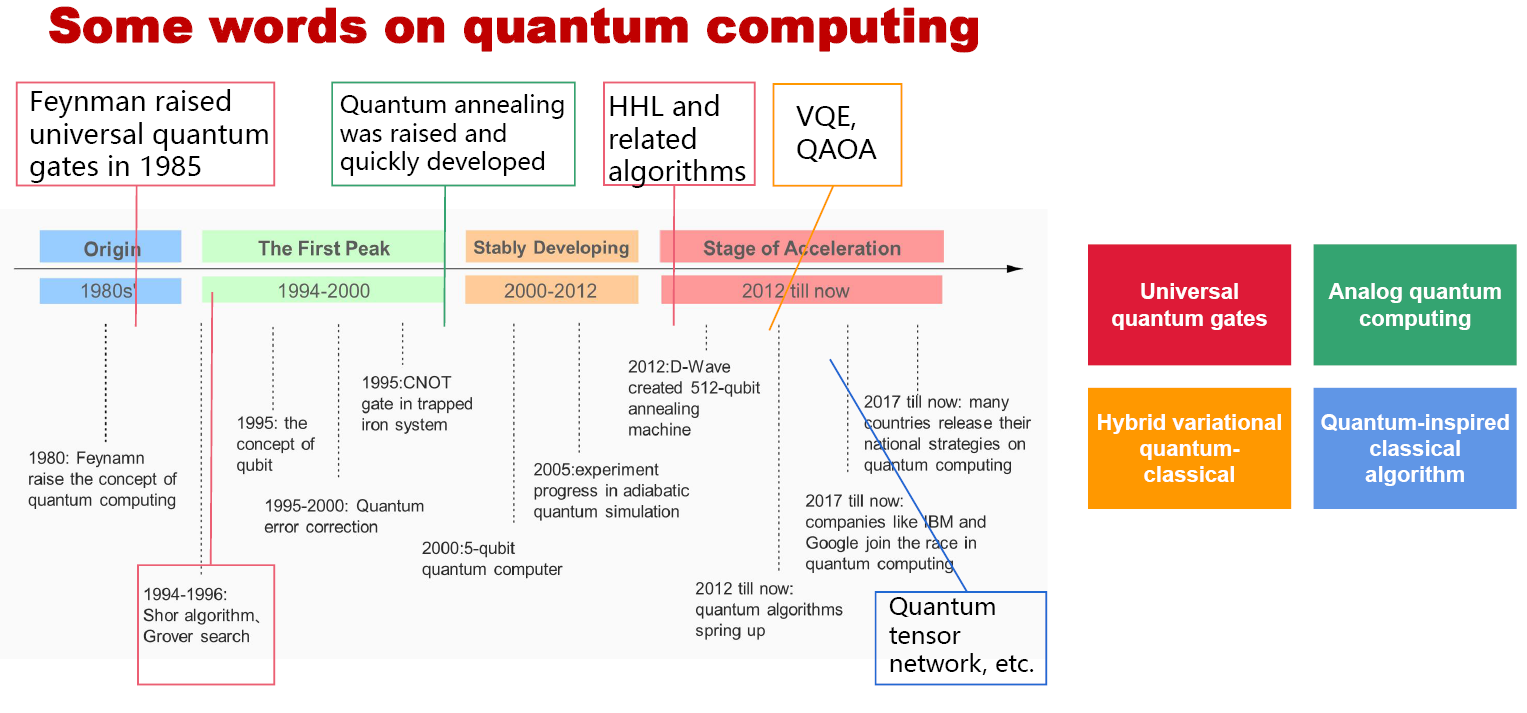 Some words on quantum computing
Feynman raised
universal quantum
gates in 1985
Quantum annealing
was raised and
quickly developed
HHL and
related
algorithms
VQE,
QAOA
Origin
The First Peak
Stably Developing
Stage of Acceleration
1980s'
1994-2000
2000-2012
2012 till now
1980: Feynamn
raise the concept of
quantum computing
1994-1996:
Shor algorithm、
Grover search
1995: the
concept of
qubit
1995-2000: Quantum
error correction
1995:CNOT
gate in trapped
iron system
2000:5-qubit
quantum computer
2005:experiment
progress in adiabatic
quantum simulation
2012:D-Wave
created 512-qubit
annealing
machine
2012 till now:
quantum algorithms
spring up
2017 till now:
companies like IBM and
Google join the race in
quantum computing
2017 till now: many
countries release their
national strategies on
quantum computing
Quantum
tensor
network, etc.
Universal
quantum gates
Analog quantum
computing
Hybrid variational
quantum-
classical
Quantum-inspired
classical
algorithm